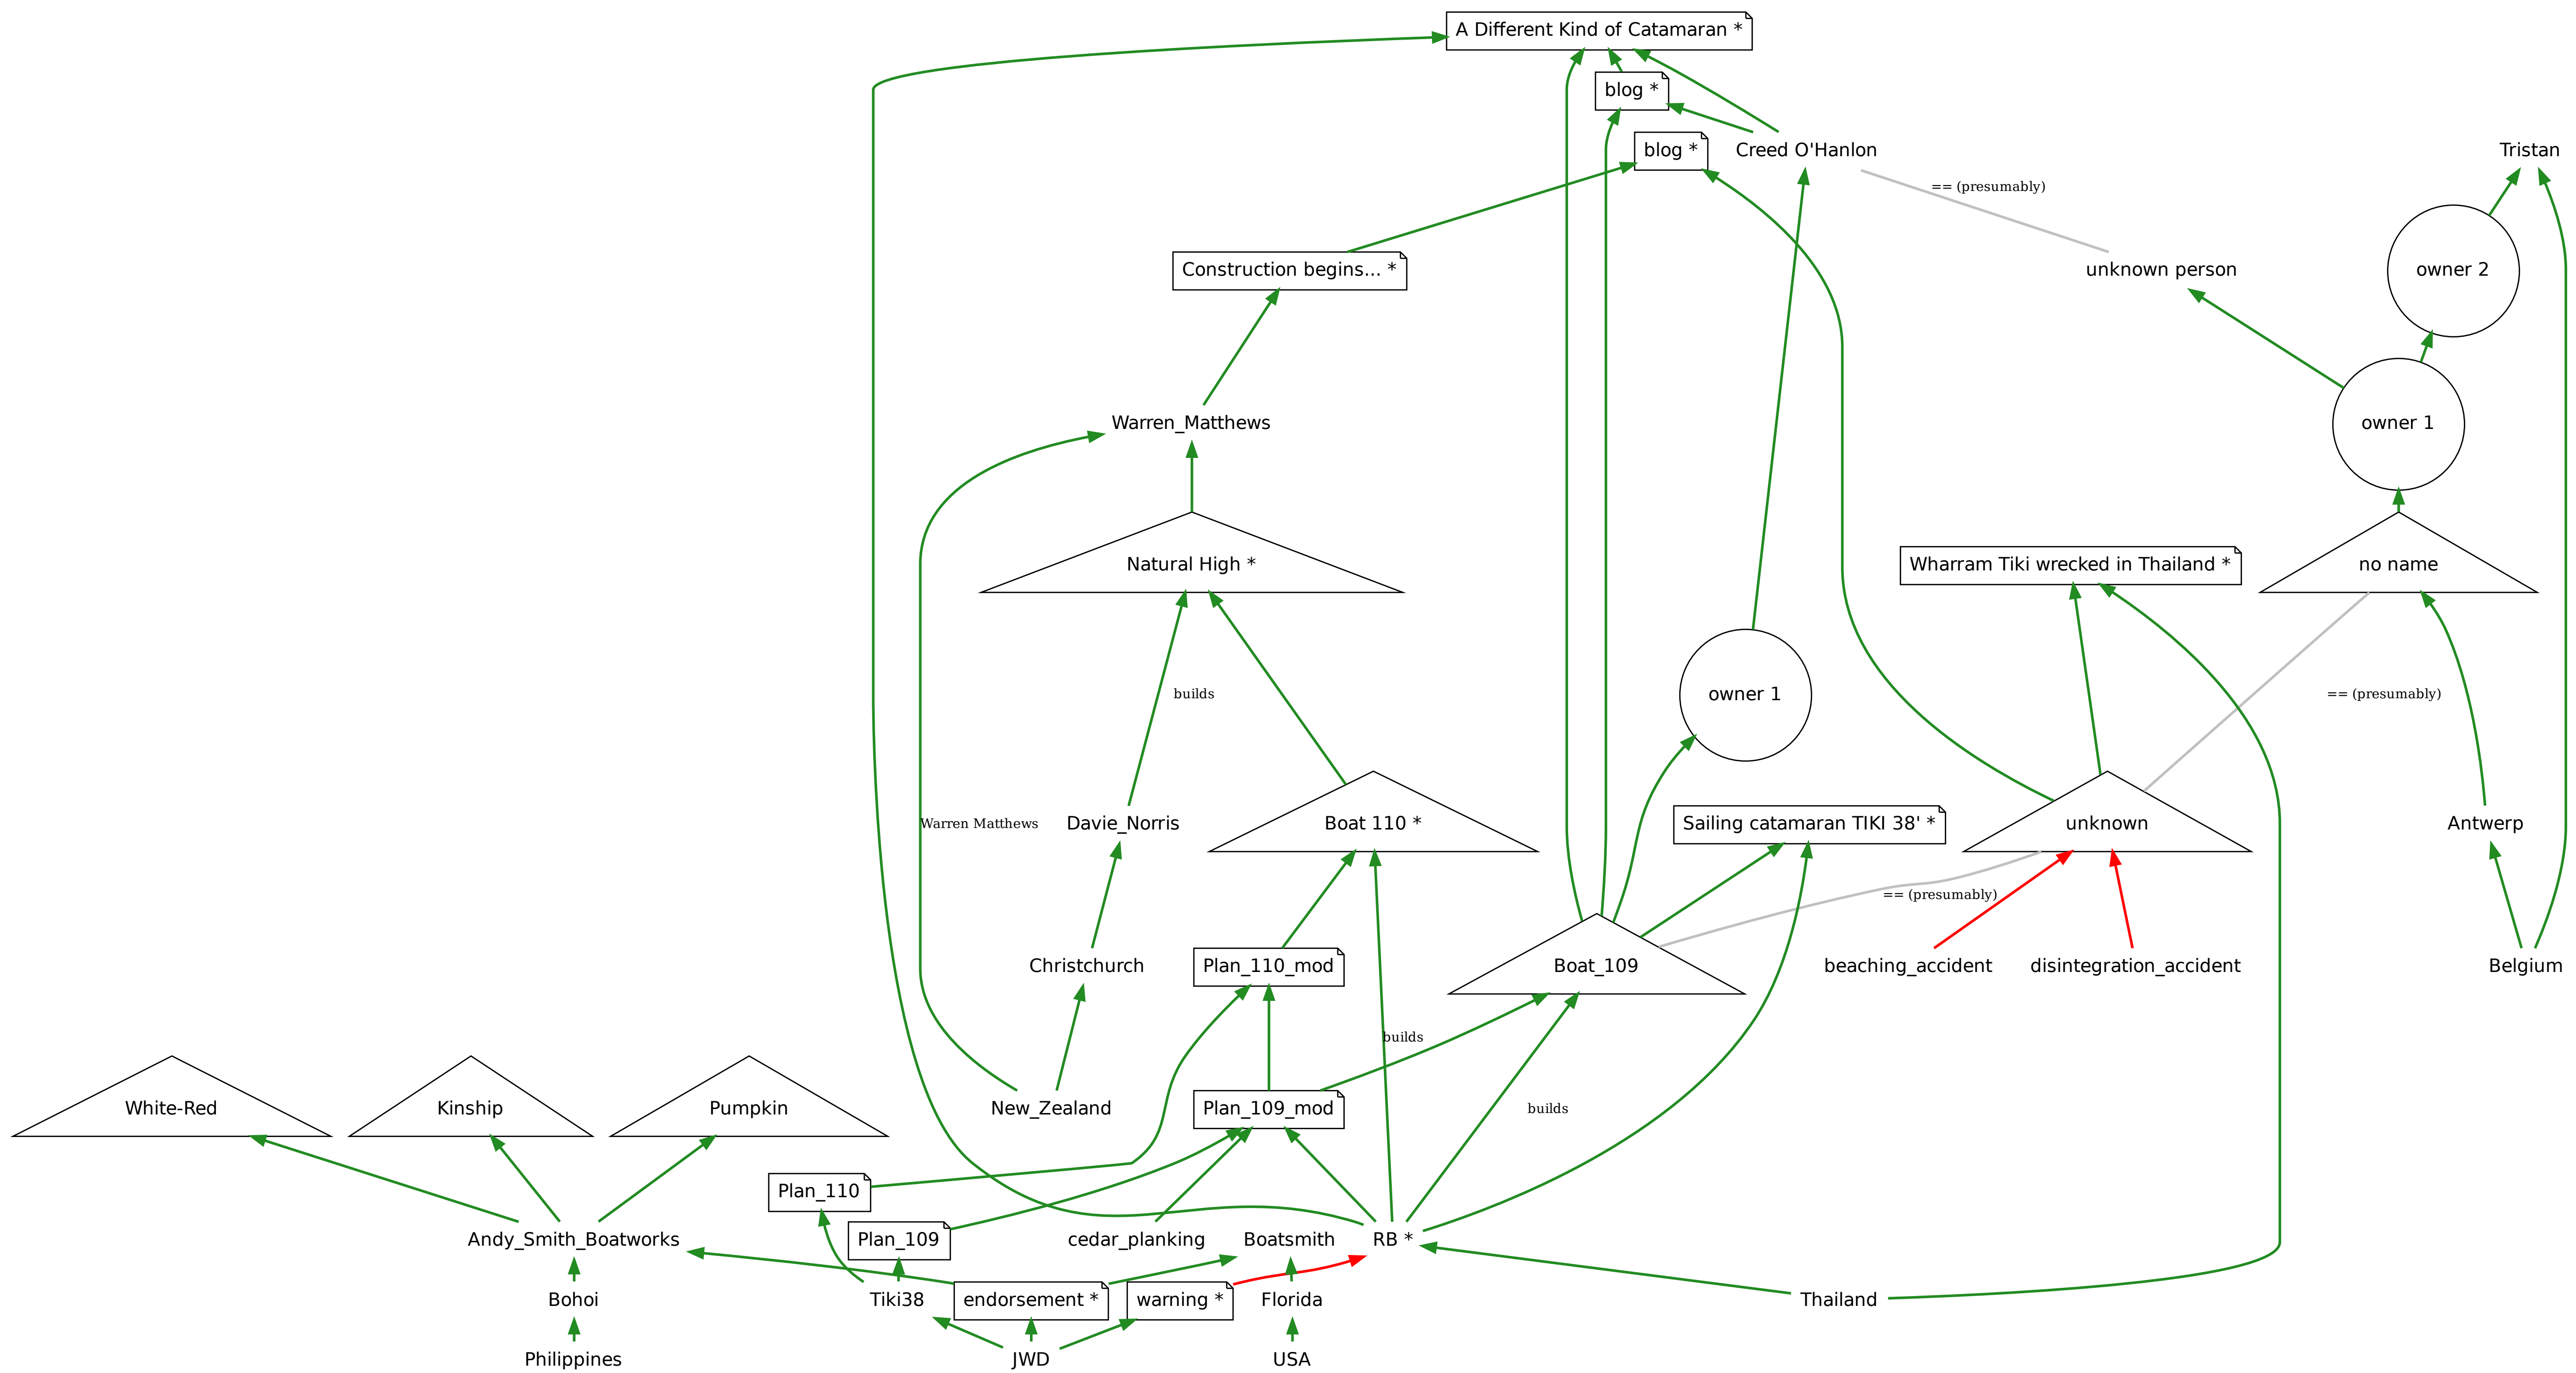 A Different Kind of Catamaran *
blog *
blog *
Creed O'Hanlon
Tristan
== (presumably)
Construction begins... *
unknown person
owner 2
Warren_Matthews
owner 1
Natural High *
Wharram Tiki wrecked in Thailand *
no name
builds
owner 1
== (presumably)
Warren Matthews
Davie_Norris
Boat 110 *
Sailing catamaran TIKI 38' *
unknown
Antwerp
== (presumably)
Christchurch
Plan_110_mod
Boat_109
beaching_accident
disintegration_accident
Belgium
builds
White-Red
Kinship
Pumpkin
New_Zealand
Plan_109_mod
builds
Plan_110
Andy_Smith_Boatworks
Plan_109
cedar_planking
Boatsmith
RB *
Bohoi
Tiki38
endorsement *
warning *
Florida
Thailand
Philippines
JWD
USA